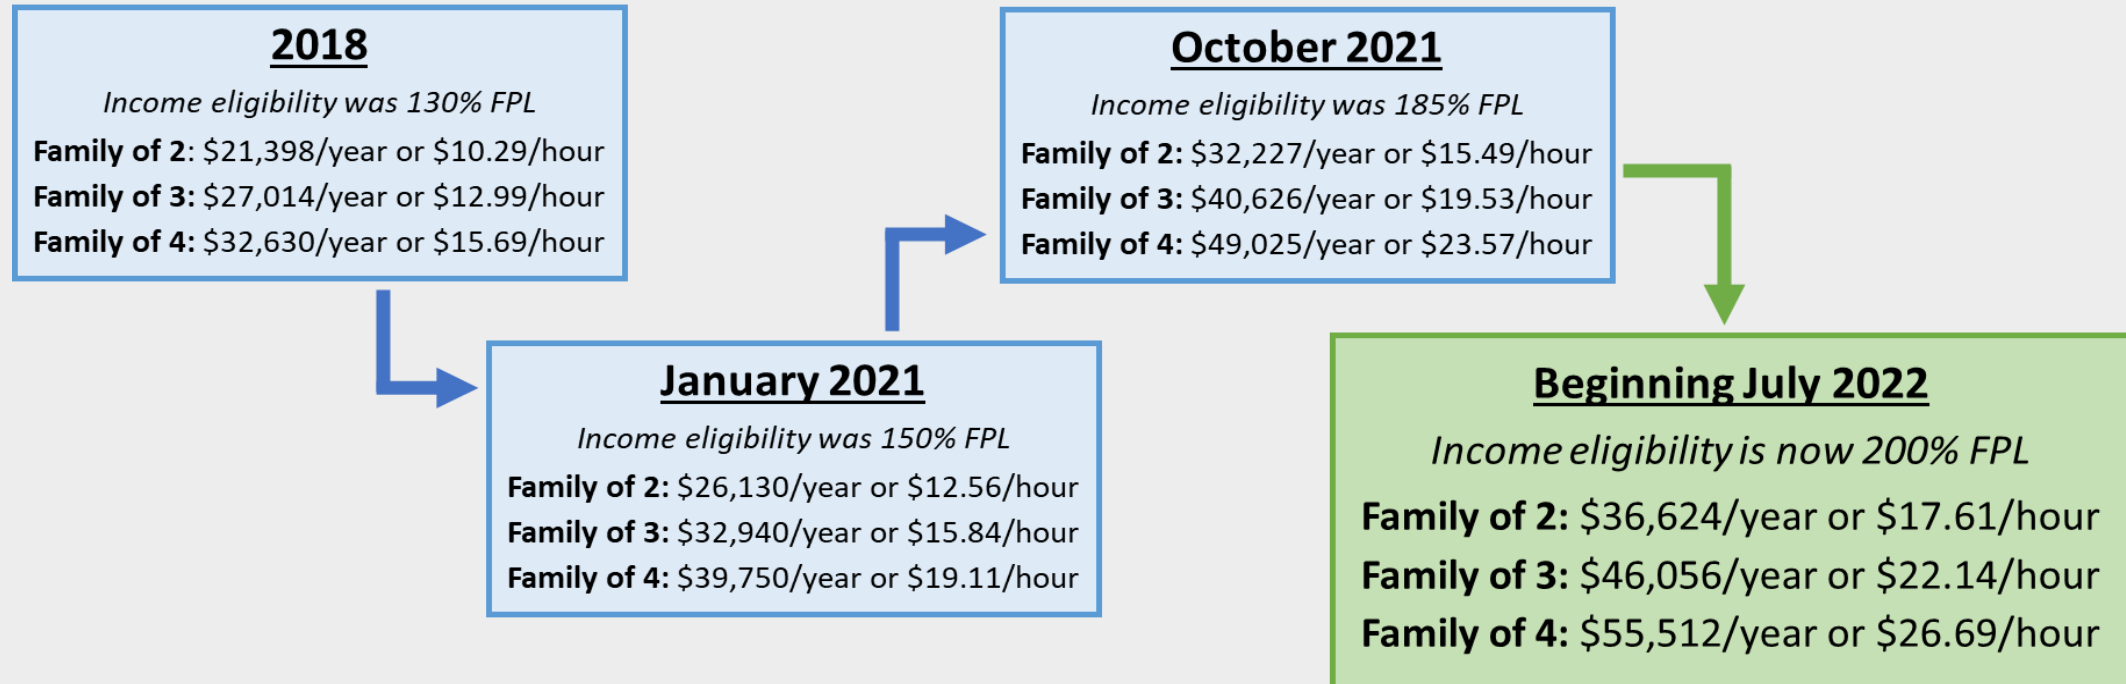 2018
Income eligibility was 130% FPL
Family of 2: $21,398/year or $10.29/hour
Family of 3: $27,014/year or $12.99/hour
Family of 4: $32,630/year or $15.69/hour
January 2021
Income eligibility was 150% FPL
Family of 2: $26,130/year or $12.56/hour
Family of 3: $32,940/year or $15.84/hour
Family of 4: $39,750/year or $19.11/hour
October 2021
Income eligibility was 185% FPL
Family of 2: $32,227/year or $15.49/hour
Family of 3: $40,626/year or $19.53/hour
Family of 4: $49,025/year or $23.57/hour
Beginning July 2022
Income eligibility is now 200% FPL
Family of 2: $36,624/year or $17.61/hour
Family of 3: $46,056/year or $22.14/hour
Family of 4: $55,512/year or $26.69/hour